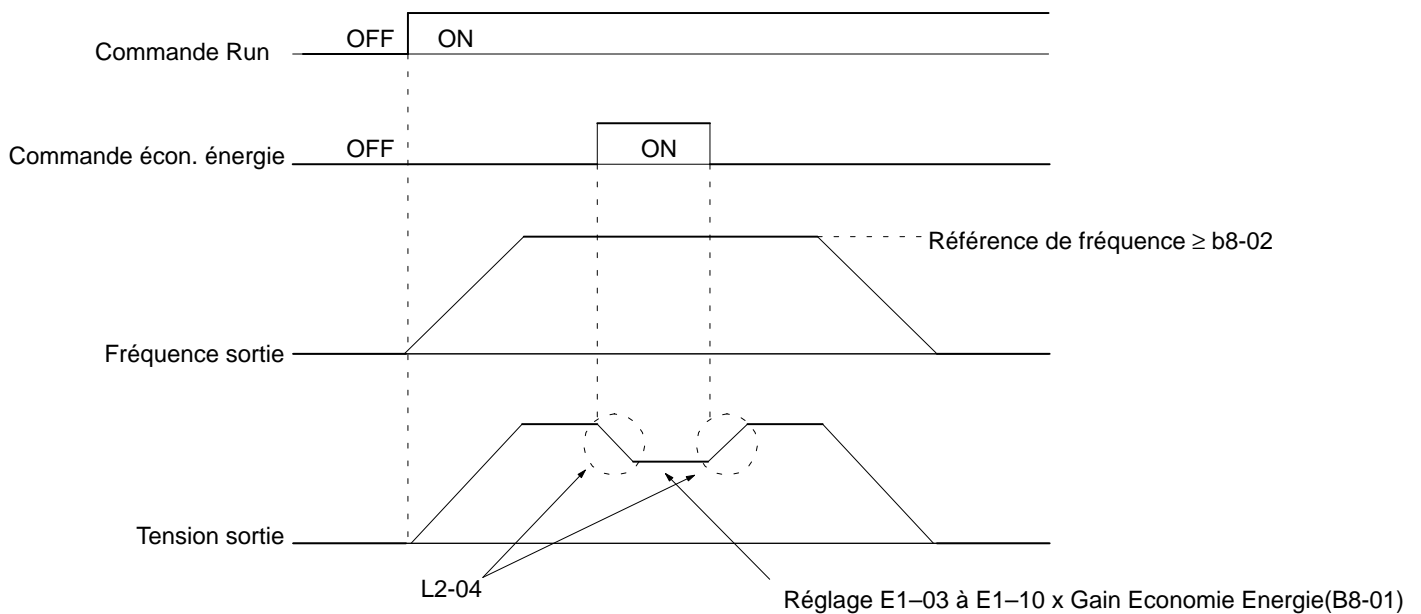 Commande Run OFF ON
Commande écon. énergie OFF ON
Référence de fréquence ≥ b8-02
Fréquence sortie
Tension sortie
L2-04
Réglage E1–03 à E1–10 x Gain Economie Energie(B8-01)